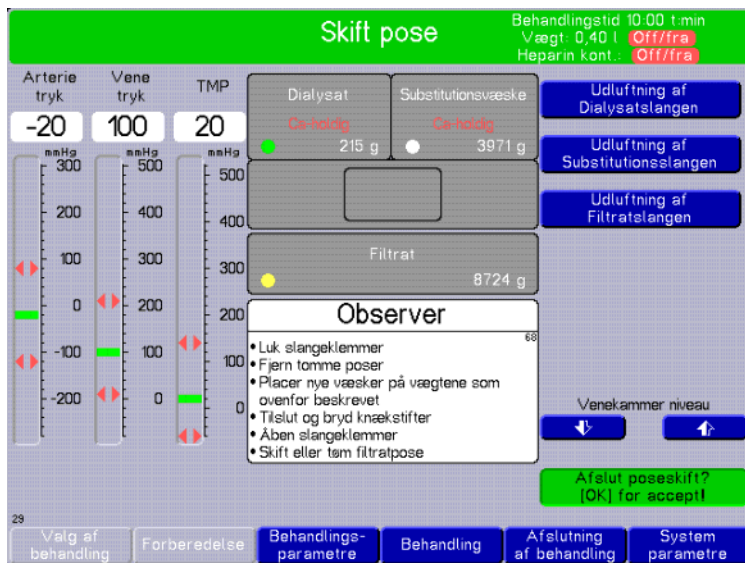 Skift pose
Behandlingstid 10:00 t:min
Vægt: 0,40 l Off/fra
Heparin kont.: Off/fra
Arterie
tryk
Vene
tryk
TMP
-20
100
20
mmHg
mmHg
mmHg
300
200
100
0
-100
-200
500
400
300
200
100
0
500
400
300
200
100
0
Dialysat
Ca-holdig
215 g
Substitutionsvæske
Ca-holdig
3971 g
Filtrat
8724 g
Observer
68
• Luk slangeklemmer
• Fjern tomme poser
• Placer nye væsker på vægtene som
ovenfor beskrevet
• Tilslut og bryd knækstifter
• Åben slangeklemmer
• Skift eller tøm filtratpose
Udluftning af
Dialysatslangen
Udluftning af
Substitutionsslangen
Udluftning af
Filtratslangen
Venekammer niveau
Afslut poseskift?
[OK] for accept!
29
Valg af
behandling
Forberedelse
Behandlings-
parametre
Behandling
Afslutning
af behandling
System
parametre